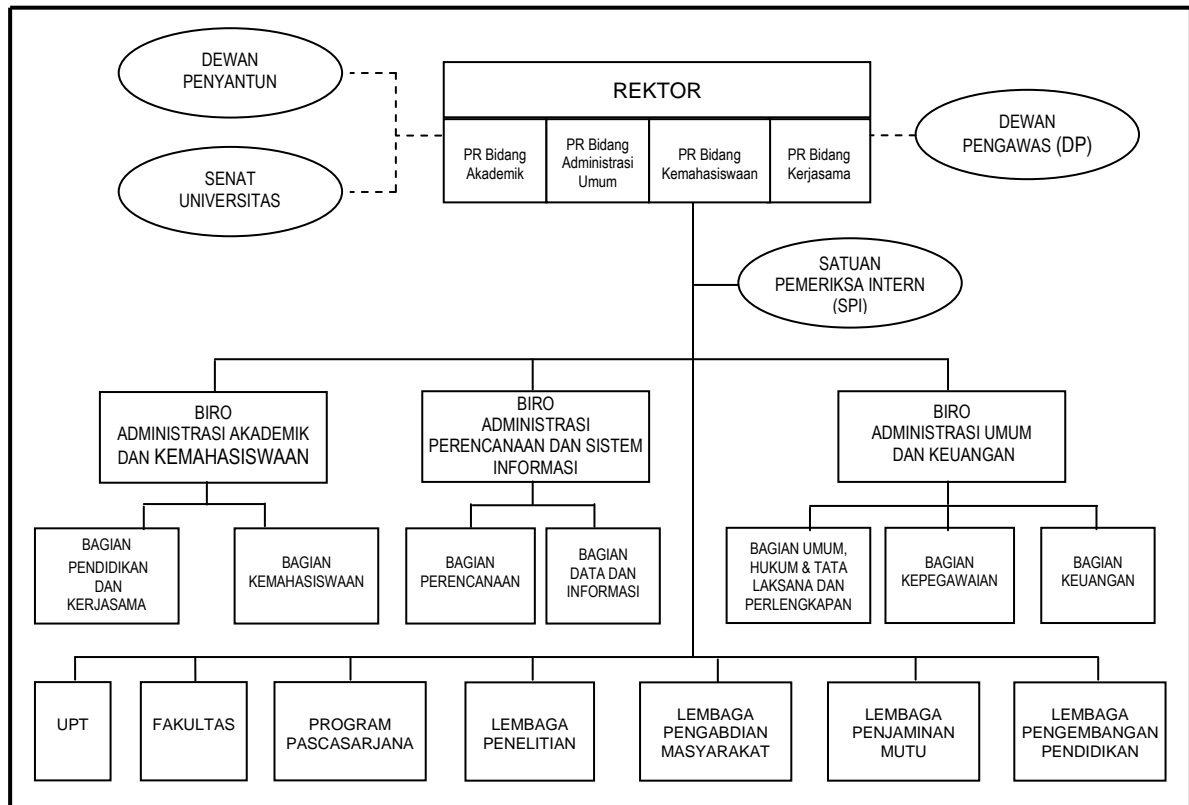 DEWAN
PENYANTUN
REKTOR
PR Bidang
Akademik
PR Bidang
Administrasi
Umum
PR Bidang
Kemahasiswaan
PR Bidang
Kerjasama
DEWAN
PENGAWAS (DP)
SENAT
UNIVERSITAS
SATUAN
PEMERIKSA INTERN
(SPI)
BIRO
ADMINISTRASI AKADEMIK
DAN KEMAHASISWAAN
BIRO
ADMINISTRASI
PERENCANAAN DAN SISTEM
INFORMASI
BIRO
ADMINISTRASI UMUM
DAN KEUANGAN
BAGIAN
PENDIDIKAN
DAN
KERJASAMA
BAGIAN
KEMAHASISWAAN
BAGIAN
PERENCANAAN
BAGIAN
DATA DAN
INFORMASI
BAGIAN UMUM,
HUKUM & TATA
LAKSANA DAN
PERLENGKAPAN
BAGIAN
KEPEGAWAIAN
BAGIAN
KEUANGAN
UPT
FAKULTAS
PROGRAM
PASCASARJANA
LEMBAGA
PENELITIAN
LEMBAGA
PENGABDIAN
MASYARAKAT
LEMBAGA
PENJAMINAN
MUTU
LEMBAGA
PENGEMBANGAN
PENDIDIKAN